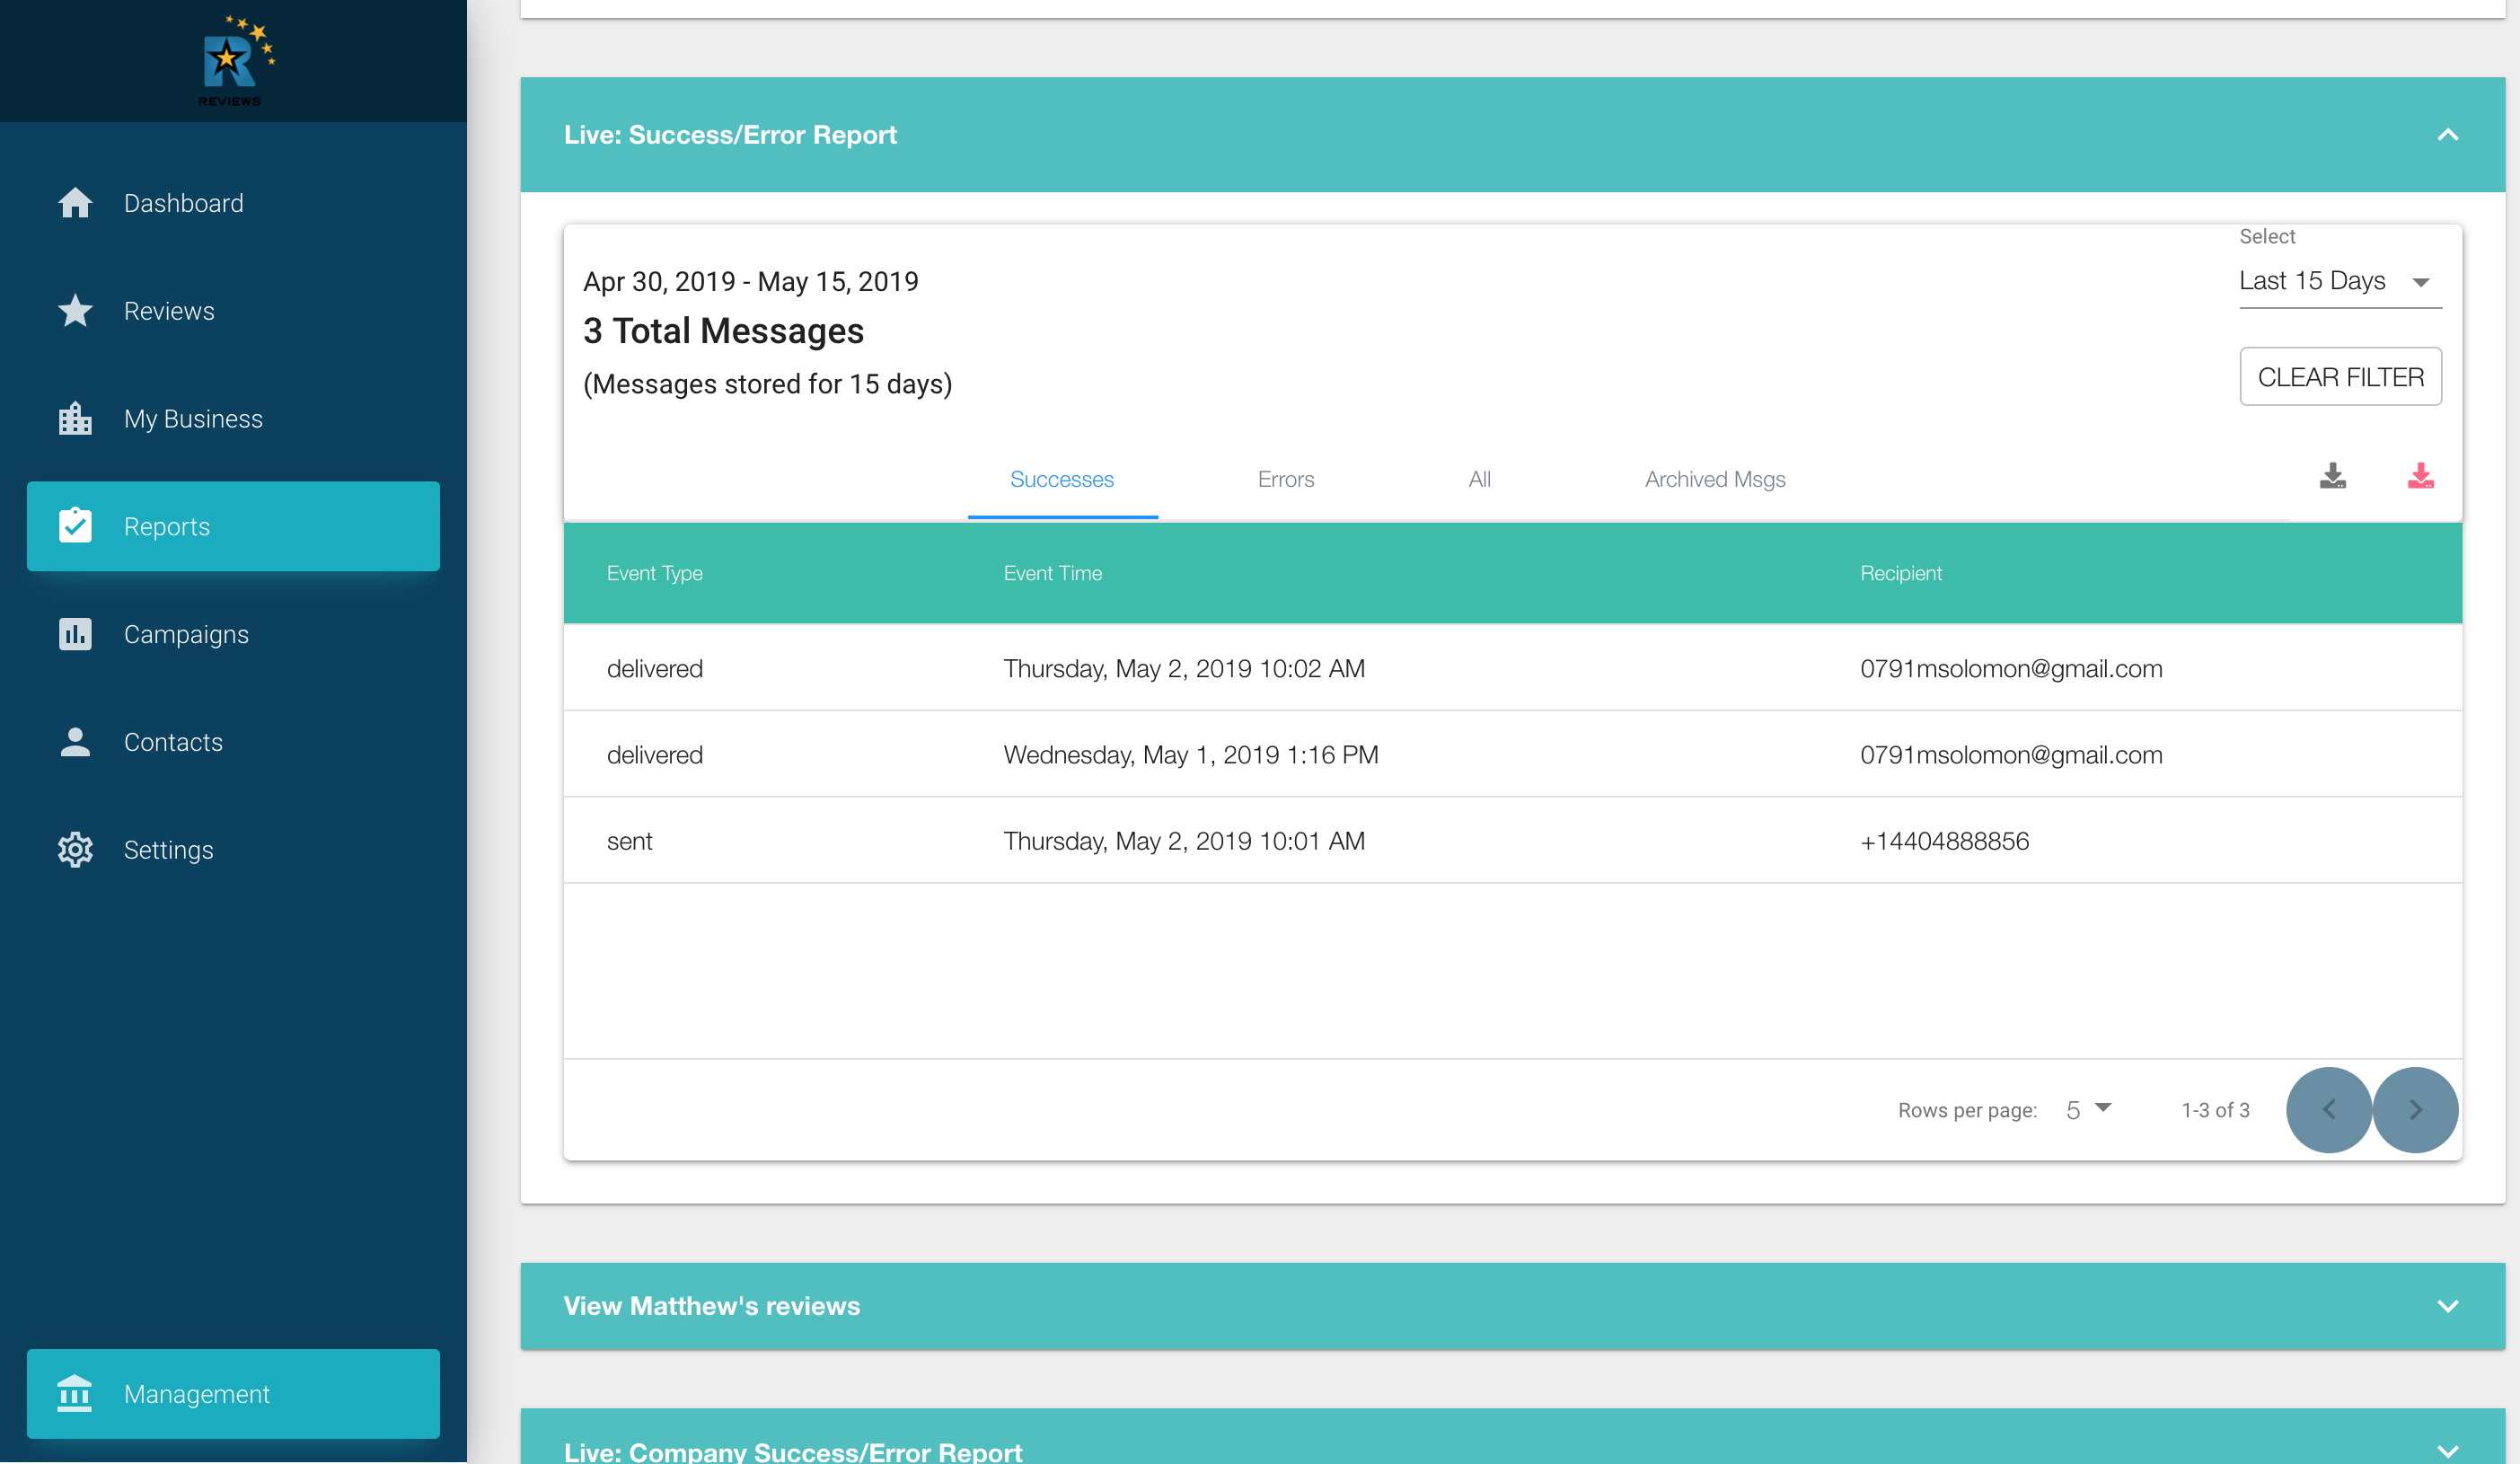 REVIEWS
Dashboard
Reviews
My Business
Reports
Campaigns
Contacts
Settings
Management
Live: Success/Error Report
Apr 30, 2019 - May 15, 2019
3 Total Messages
(Messages stored for 15 days)
Select
Last 15 Days
CLEAR FILTER
Successes Errors All Archived Msgs
Event Type Event Time Recipient
delivered Thursday, May 2, 2019 10:02 AM 0791msolomon@gmail.com
delivered Wednesday, May 1, 2019 1:16 PM 0791msolomon@gmail.com
sent Thursday, May 2, 2019 10:01 AM +14404888856
Rows per page: 5 1-3 of 3
View Matthew's reviews
Live: Company Success/Error Report